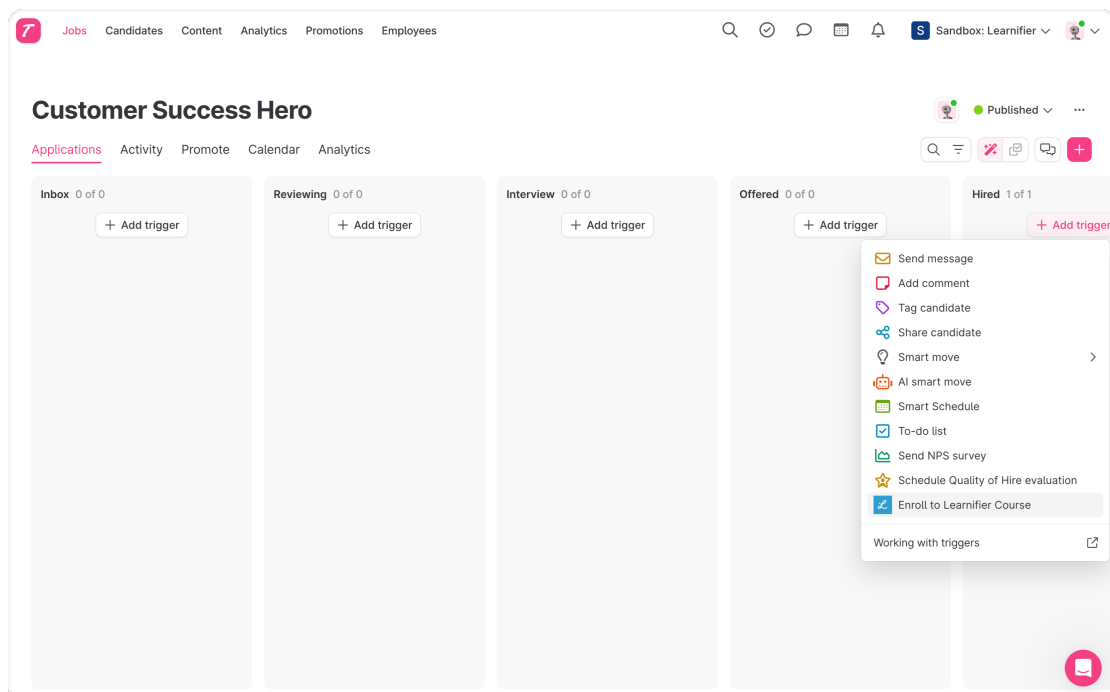 Jobs Candidates Content Analytics Promotions Employees S Sandbox: Learnifier
Customer Success Hero
Published
Applications Activity Promote Calendar Analytics
Inbox 0 of 0
Add trigger
Reviewing 0 of 0
Add trigger
Interview 0 of 0
Add trigger
Offered 0 of 0
Add trigger
Hired 1 of 1
Add trigger
Send message
Add comment
Tag candidate
Share candidate
Smart move
AI smart move
Smart Schedule
To-do list
Send NPS survey
Schedule Quality of Hire evaluation
Enroll to Learnifier Course
Working with triggers